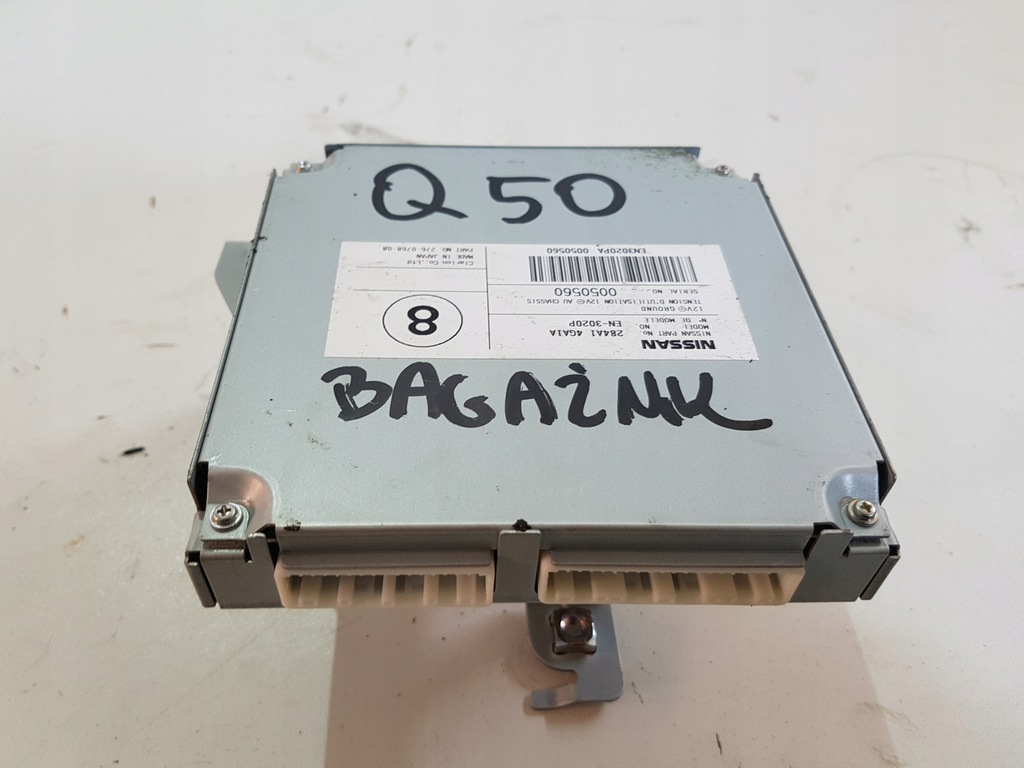 Q50
NISSAN
NISSAN PART No 284A1 4GA1A
MODEL NO
N° DE MODELE EN-3020P
12V GROUND
TENSION D'UTILISATION 12V AU CHASSIS
SERIAL NO. 0050560
EN3020PA 0050560
8
Clarion Co.,Ltd
MADE IN JAPAN
PART NO. 276-0768-08
BAGAŻNIK